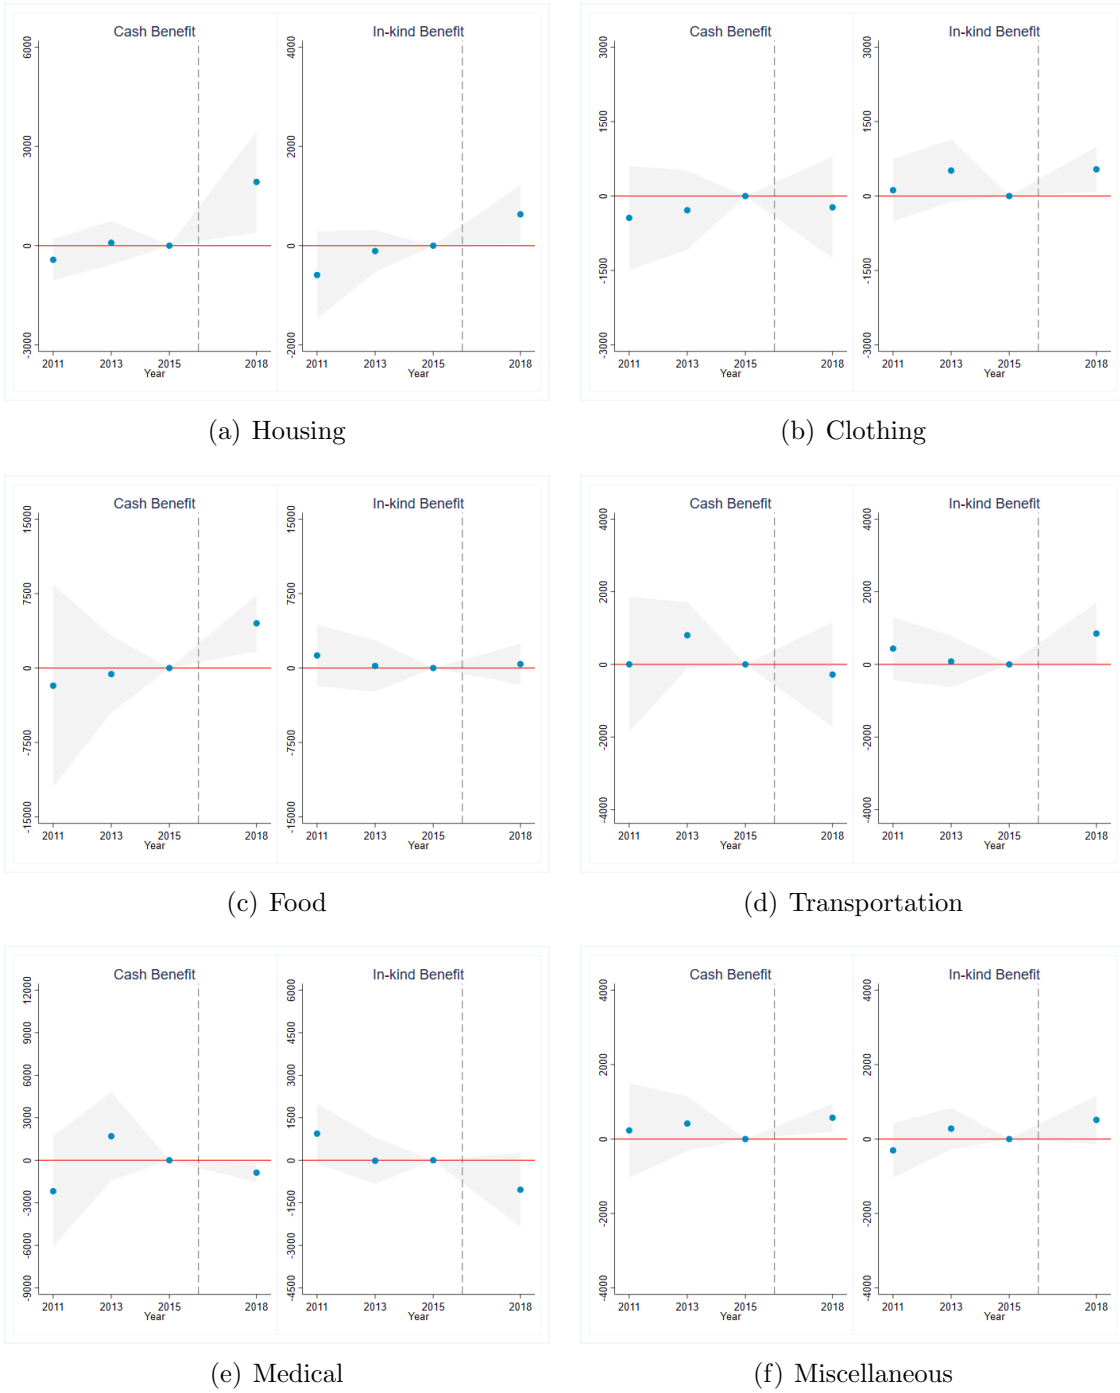 Cash Benefit
In-kind Benefit
6000
3000
0
-3000
2011 2013 2015 2018
Year
4000
2000
0
-2000
2011 2013 2015 2018
Year
(a) Housing
Cash Benefit
In-kind Benefit
3000
1500
0
-1500
-3000
2011 2013 2015 2018
Year
3000
1500
0
-1500
-3000
2011 2013 2015 2018
Year
(b) Clothing
Cash Benefit
In-kind Benefit
15000
7500
0
-7500
-15000
2011 2013 2015 2018
Year
15000
7500
0
-7500
-15000
2011 2013 2015 2018
Year
(c) Food
Cash Benefit
In-kind Benefit
4000
2000
0
-2000
-4000
2011 2013 2015 2018
Year
4000
2000
0
-2000
-4000
2011 2013 2015 2018
Year
(d) Transportation
Cash Benefit
In-kind Benefit
12000
9000
6000
3000
0
-3000
-6000
-9000
2011 2013 2015 2018
Year
6000
4500
3000
1500
0
-1500
-3000
-4500
2011 2013 2015 2018
Year
(e) Medical
Cash Benefit
In-kind Benefit
4000
2000
0
-2000
-4000
2011 2013 2015 2018
Year
4000
2000
0
-2000
-4000
2011 2013 2015 2018
Year
(f) Miscellaneous